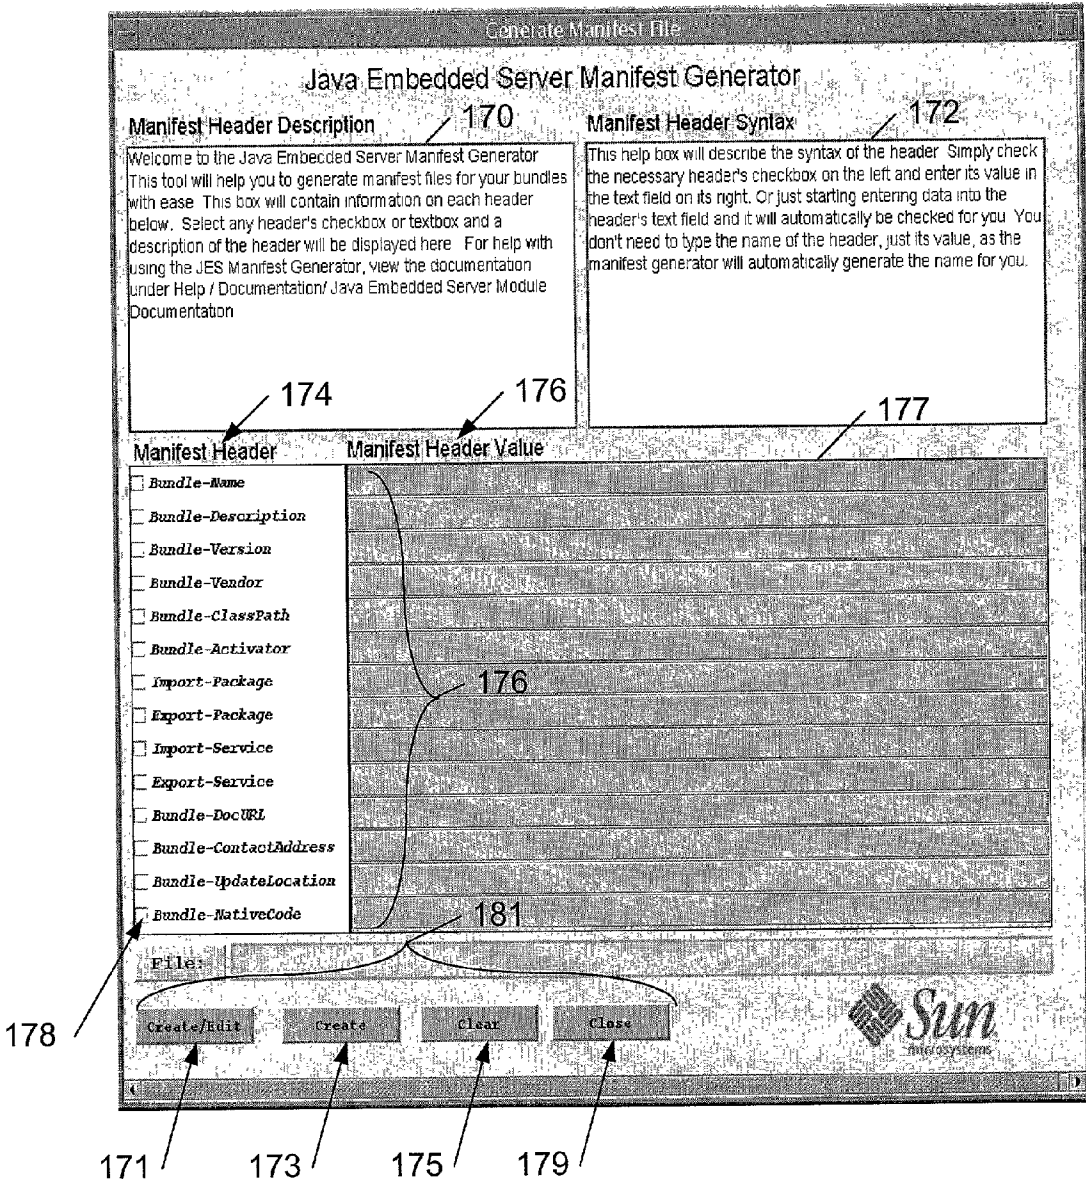 Generate Manifest File
Java Embedded Server Manifest Generator
Manifest Header Description
170
Manifest Header Syntax
172
Welcome to the Java Embedded Server Manifest Generator
This tool will help you to generate manifest files for your bundles
with ease This box will contain information on each header
below. Select any header's checkbox or textbox and a
description of the header will be displayed here For help with
using the JES Manifest Generator, view the documentation
under Help / Documentation/ Java Embedded Server Module
Documentation
This help box will describe the syntax of the header Simply check
the necessary header's checkbox on the left and enter its value in
the text field on its right. Or just starting entering data into the
header's text field and it will automatically be checked for you You
don't need to type the name of the header, just its value, as the
manifest generator will automatically generate the name for you.
174
176
177
Manifest Header
Manifest Header Value
Bundle-Name
Bundle-Description
Bundle-Version
Bundle-Vendor
Bundle-ClassPath
Bundle-Activator
Import-Package
176
Export-Package
Import-Service
Export-Service
Bundle-DocURL
Bundle-ContactAddress
Bundle-UpdateLocation
Bundle-NativeCode
181
File:
178
Create/Edit
Create
Clear
Close
Sun
microsystems
171
173
175
179